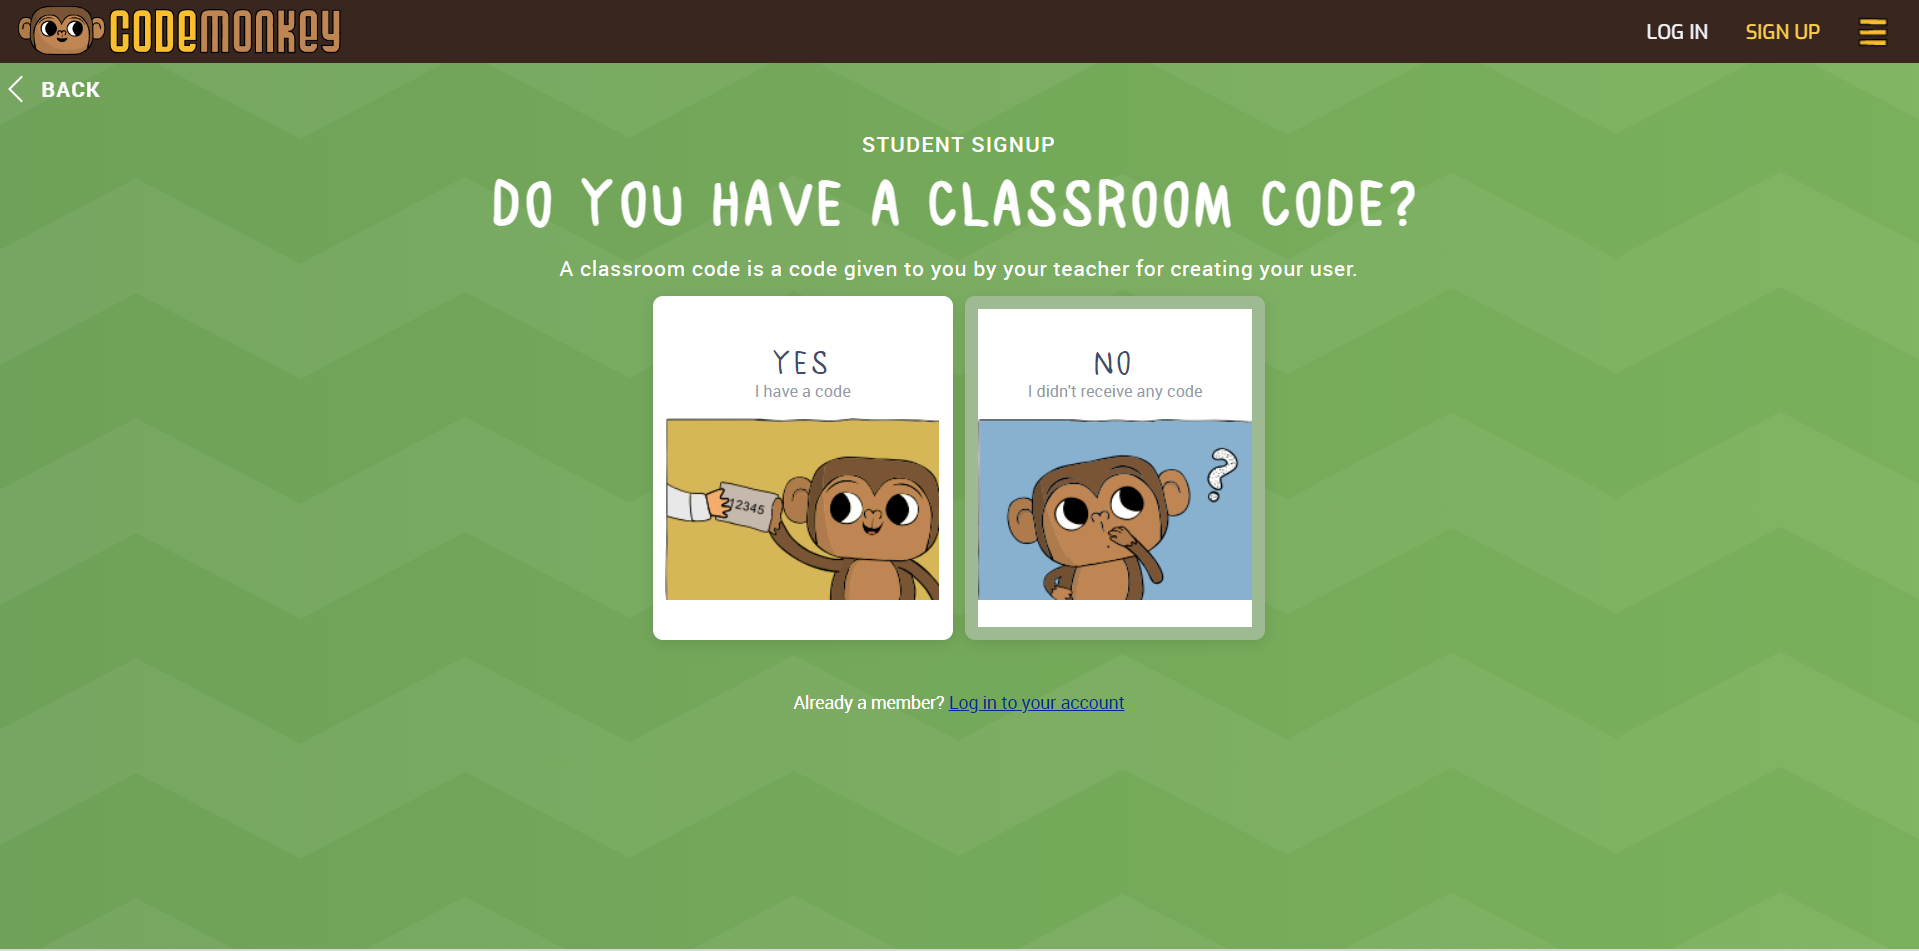 CODEMONKEY
LOG IN
SIGN UP
BACK
STUDENT SIGNUP
DO YOU HAVE A CLASSROOM CODE?
A classroom code is a code given to you by your teacher for creating your user.
YES
I have a code
12345
NO
I didn't receive any code
?
Already a member? Log in to your account